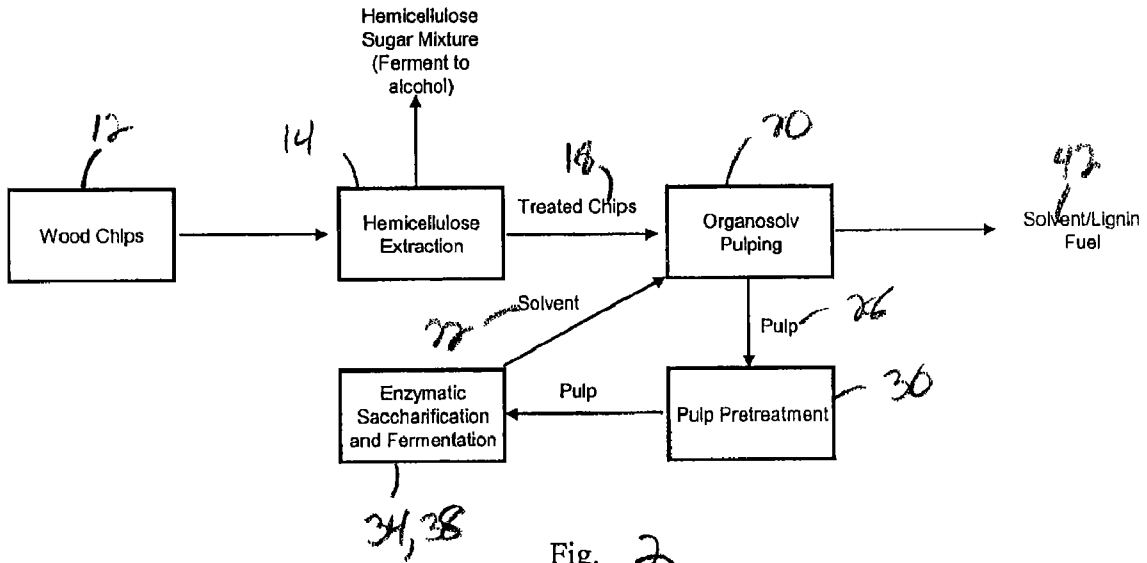 Hemicellulose
Sugar Mixture
(Ferment to
alcohol)
12
14
18
20
42
Wood Chips
Hemicellulose
Extraction
Treated Chips
Organosolv
Pulping
Solvent/Lignin
Fuel
22
Solvent
Pulp
26
Enzymatic
Saccharification
and Fermentation
Pulp
Pulp Pretreatment
30
34, 38
Fig. 2